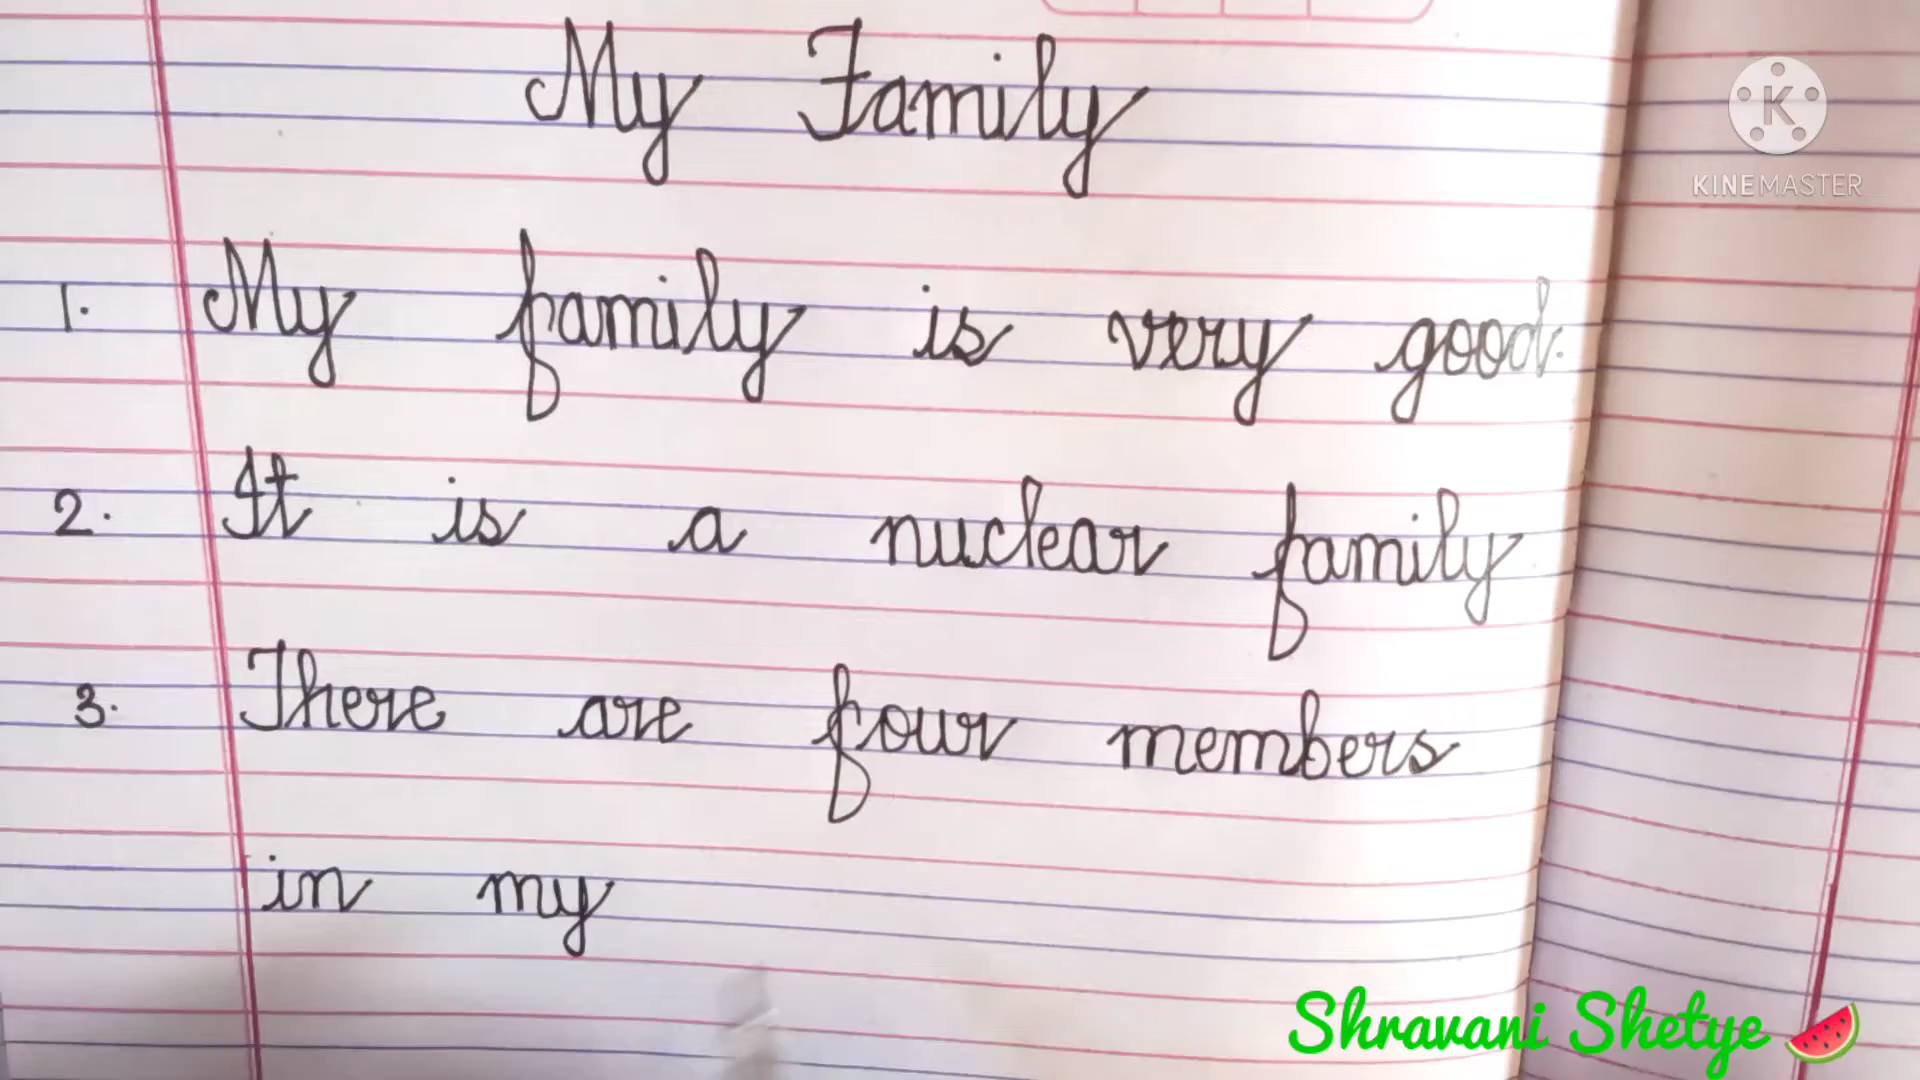 My Family
KINEMASTER
1. My family is very good.
2. It is a nuclear family
3. There are four members
in my
Shravani Shetye